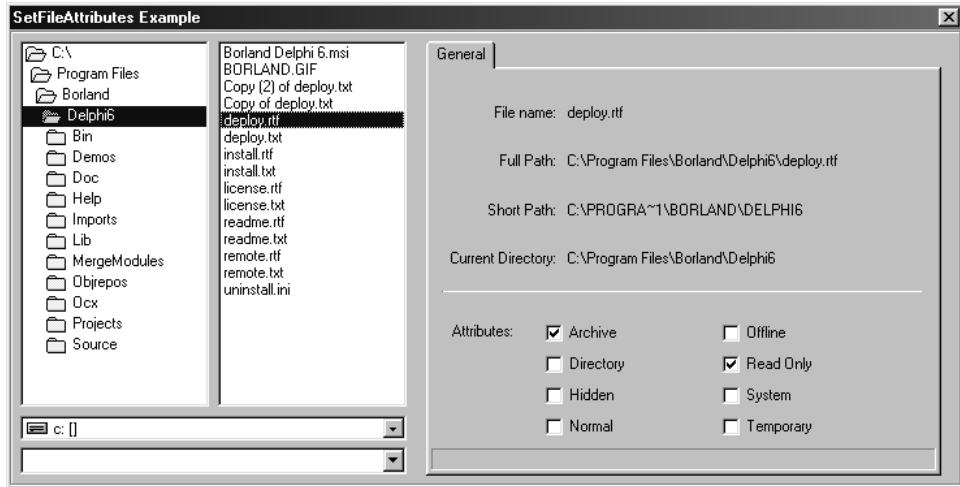 SetFileAttributes Example
C:\
Program Files
Borland
Delphi6
Bin
Demos
Doc
Help
Imports
Lib
MergeModules
Objrepos
Ocx
Projects
Source
Borland Delphi 6.msi
BORLAND.GIF
Copy (2) of deploy.txt
Copy of deploy.txt
deploy.rtf
deploy.txt
install.rtf
install.txt
license.rtf
license.txt
readme.rtf
readme.txt
remote.rtf
remote.txt
uninstall.ini
c: []
General
File name: deploy.rtf
Full Path: C:\Program Files\Borland\Delphi6\deploy.rtf
Short Path: C:\PROGRA~1\BORLAND\DELPHI6
Current Directory: C:\Program Files\Borland\Delphi6
Attributes: Archive Offline
Directory Read Only
Hidden System
Normal Temporary